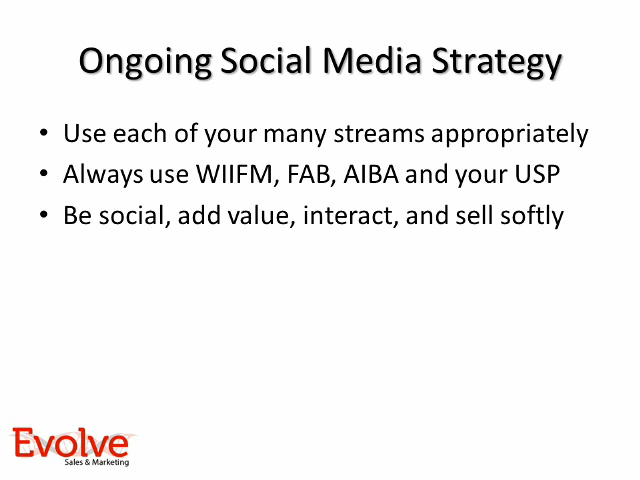 Ongoing Social Media Strategy
• Use each of your many streams appropriately
• Always use WIIFM, FAB, AIBA and your USP
• Be social, add value, interact, and sell softly
Evolve
Sales & Marketing